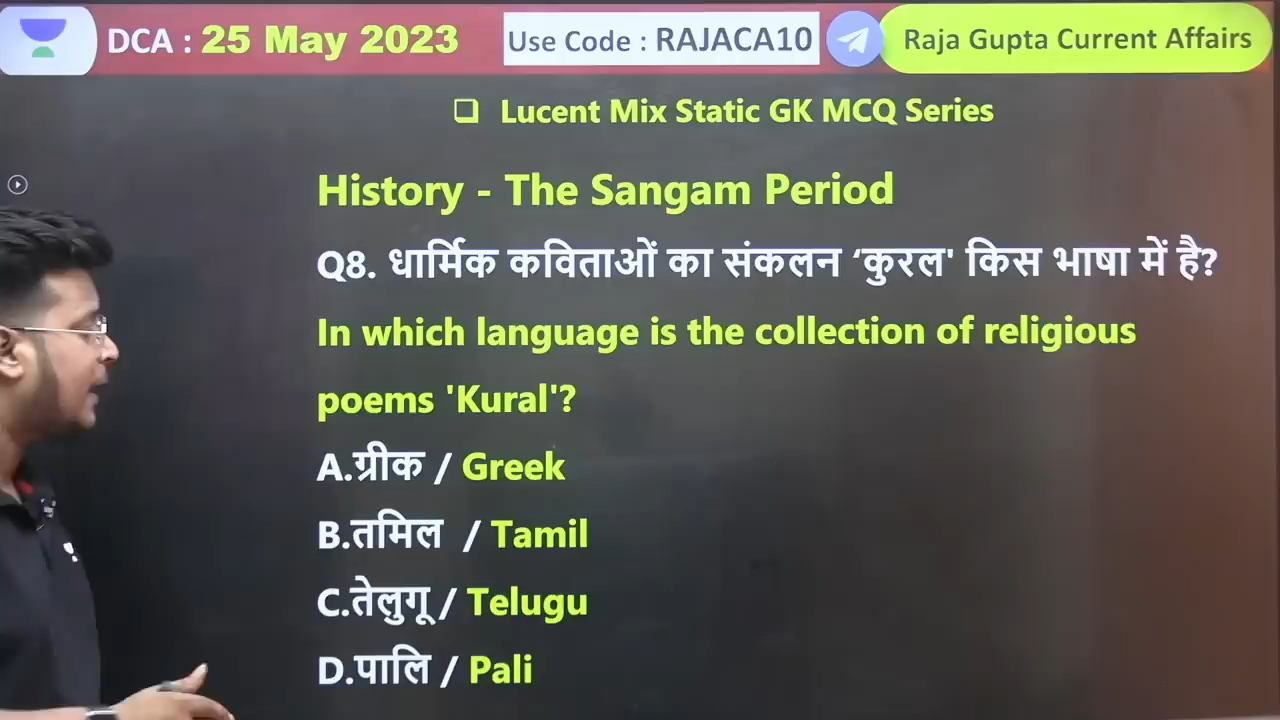 DCA : 25 May 2023
Use Code : RAJACA10
Raja Gupta Current Affairs
Lucent Mix Static GK MCQ Series
History - The Sangam Period
Q8. धार्मिक कविताओं का संकलन ‘कुरल' किस भाषा में है?
In which language is the collection of religious
poems 'Kural'?
A.ग्रीक / Greek
B.तमिल / Tamil
C.तेलुगू / Telugu
D.पालि / Pali